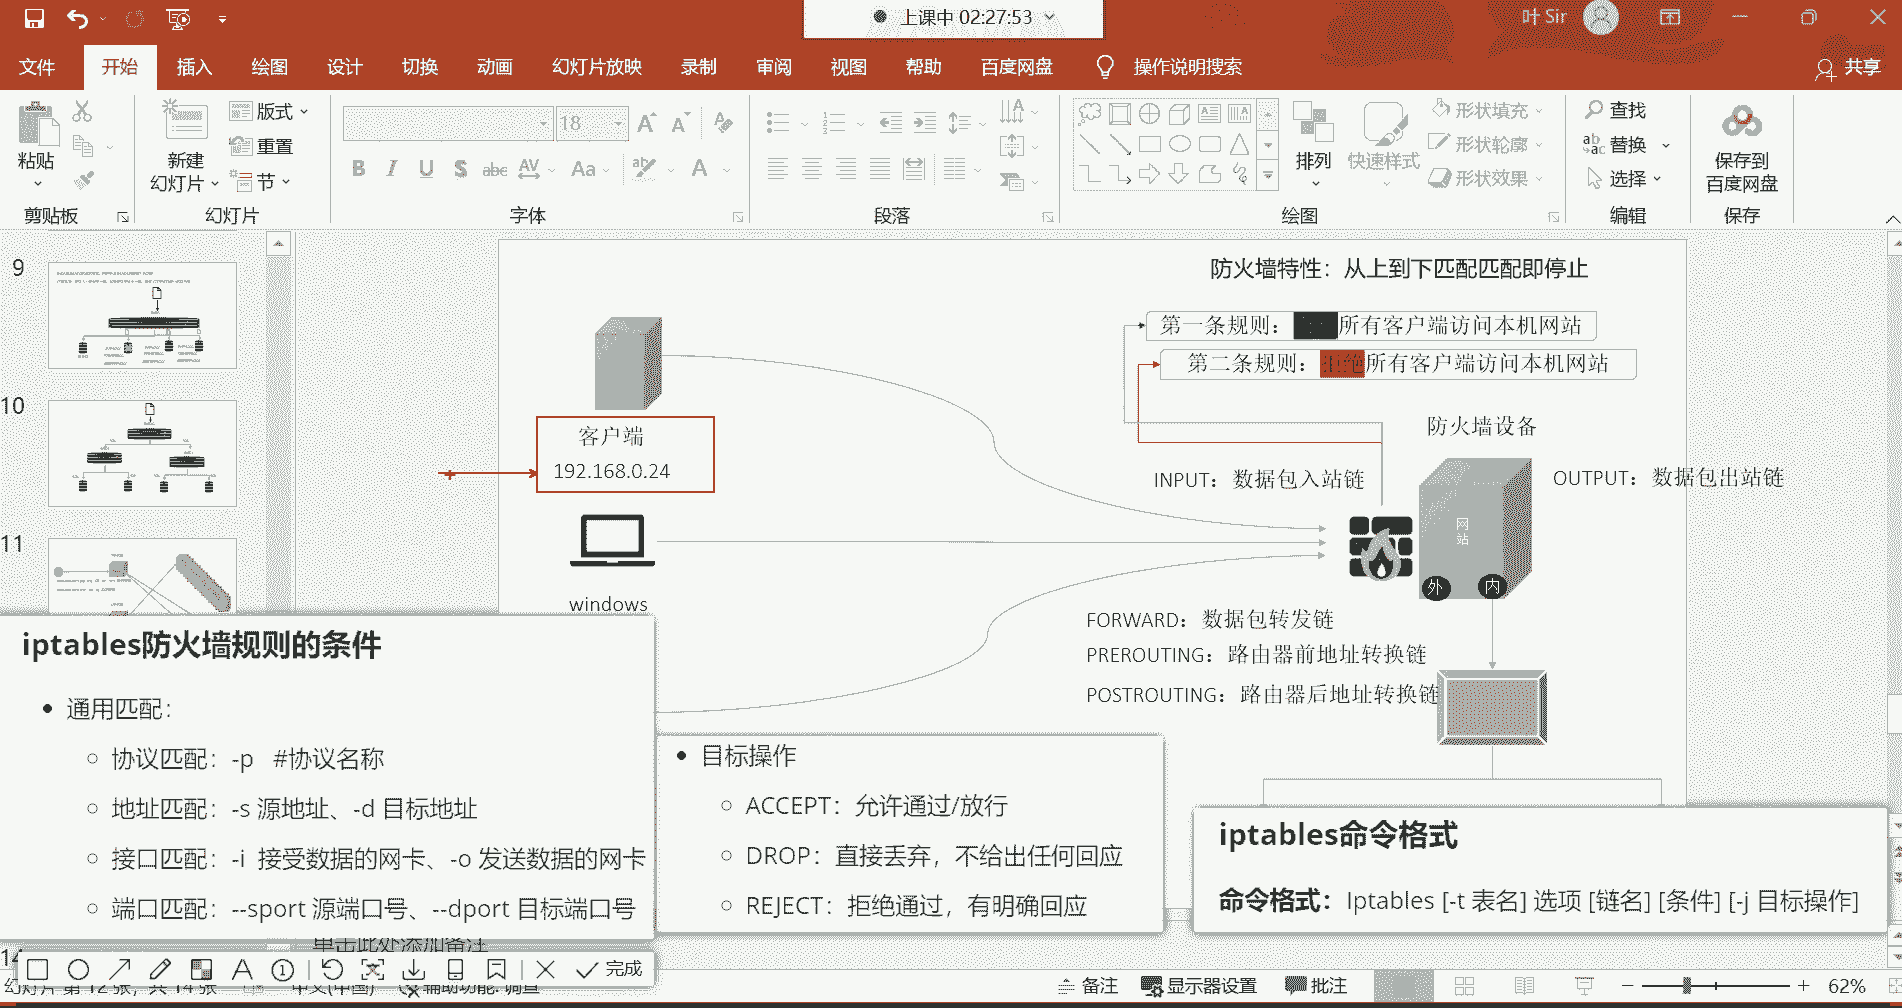 上课中 02:27:53
叶 Sir
文件 开始 插入 绘图 设计 切换 动画 幻灯片放映 录制 审阅 视图 帮助 百度网盘 操作说明搜索 共享
粘贴
剪贴板
新建
幻灯片
版式
重置
节
幻灯片
18
字体
段落
排列
快速样式
形状填充
形状轮廓
形状效果
绘图
查找
替换
选择
编辑
保存到
百度网盘
保存
9
10
11
防火墙特性：从上到下匹配匹配即停止
第一条规则： 所有客户端访问本机网站
第二条规则：拒绝所有客户端访问本机网站
客户端
192.168.0.24
windows
防火墙设备
INPUT：数据包入站链
OUTPUT：数据包出站链
网站
外 内
FORWARD：数据包转发链
PREROUTING：路由器前地址转换链
POSTROUTING：路由器后地址转换链
iptables防火墙规则的条件
通用匹配：
协议匹配：-p #协议名称
地址匹配：-s 源地址、-d 目标地址
接口匹配：-i 接受数据的网卡、-o 发送数据的网卡
端口匹配：--sport 源端口号、--dport 目标端口号
目标操作
ACCEPT：允许通过/放行
DROP：直接丢弃，不给出任何回应
REJECT：拒绝通过，有明确回应
iptables命令格式
命令格式：Iptables [-t 表名] 选项 [链名] [条件] [-j 目标操作]
单击此处添加备注
完成
幻灯片 第 12 张，共 14 张 中文(中国) 辅助功能: 调查
备注 显示器设置 批注 62%